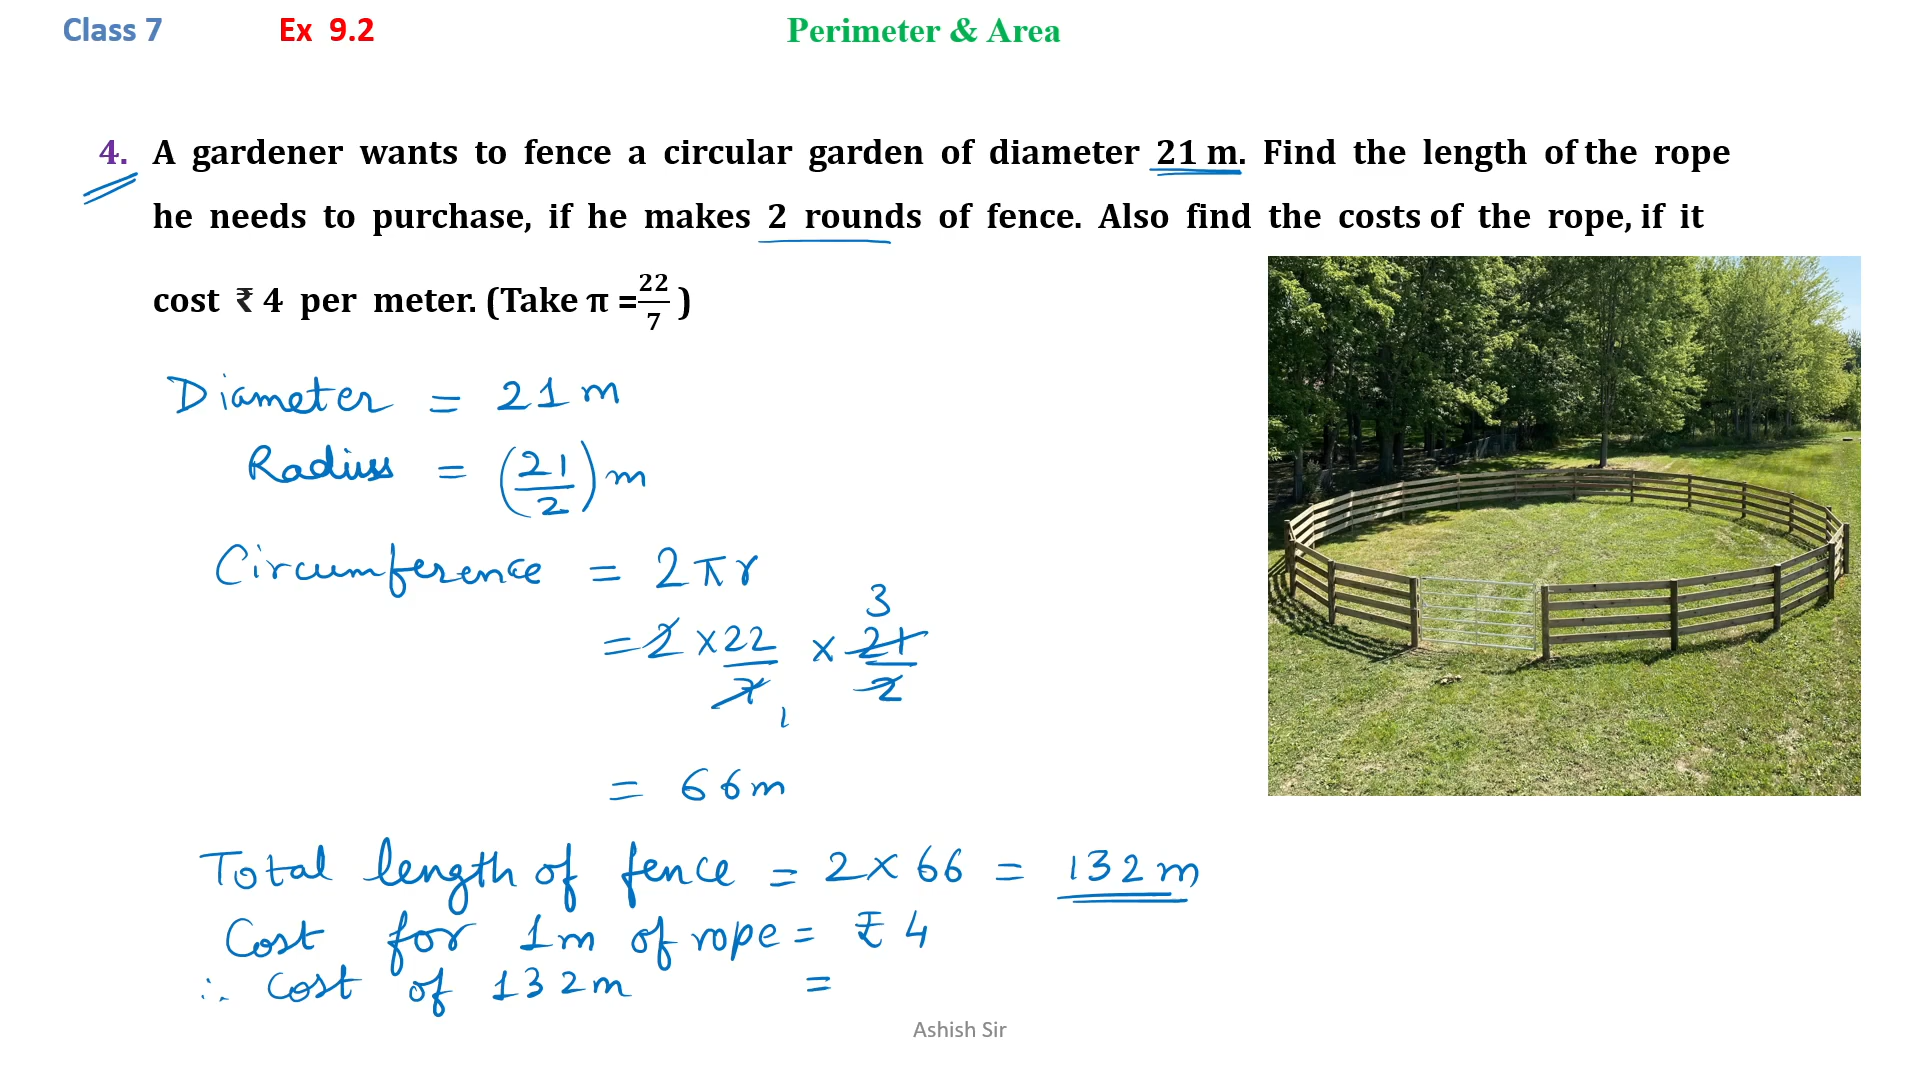 Class 7 Ex 9.2 Perimeter & Area
4. A gardener wants to fence a circular garden of diameter 21 m. Find the length of the rope
he needs to purchase, if he makes 2 rounds of fence. Also find the costs of the rope, if it
cost ₹ 4 per meter. (Take π =22/7 )
Diameter = 21 m
Radius = (21/2) m
Circumference = 2πr
3
= 2 × 22/7 × 21/2
1
= 66m
Total length of fence = 2 × 66 = 132 m
Cost for 1m of rope = ₹ 4
∴ Cost of 132m =
Ashish Sir